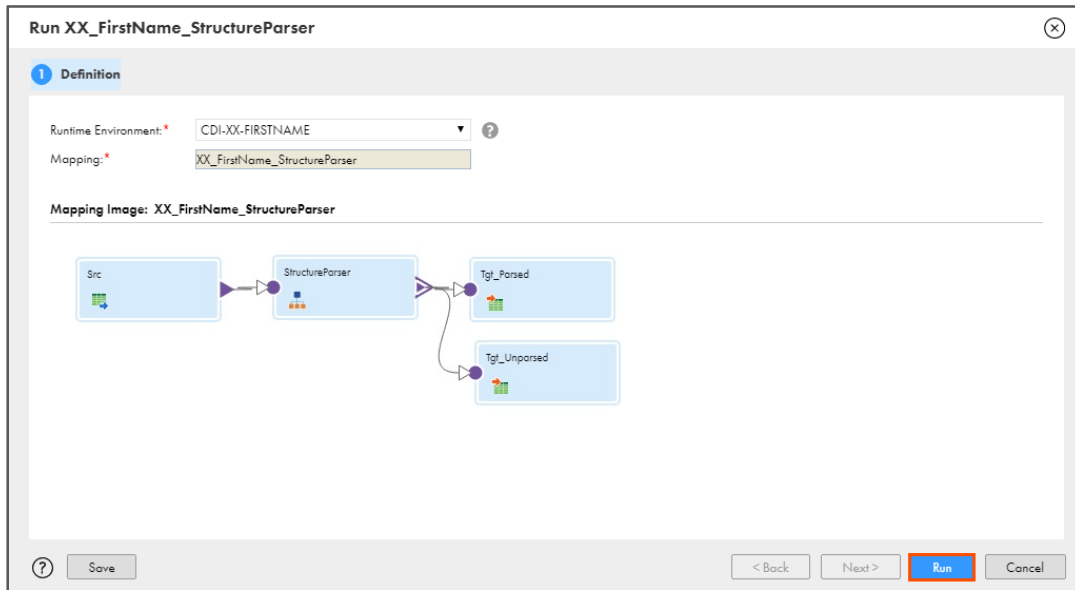 Run XX_FirstName_StructureParser
1 Definition
Runtime Environment:* CDI-XX-FIRSTNAME ?
Mapping:* XX_FirstName_StructureParser
Mapping Image: XX_FirstName_StructureParser
Src
StructureParser
Tgt_Parsed
Tgt_Unparsed
? Save < Back Next > Run Cancel